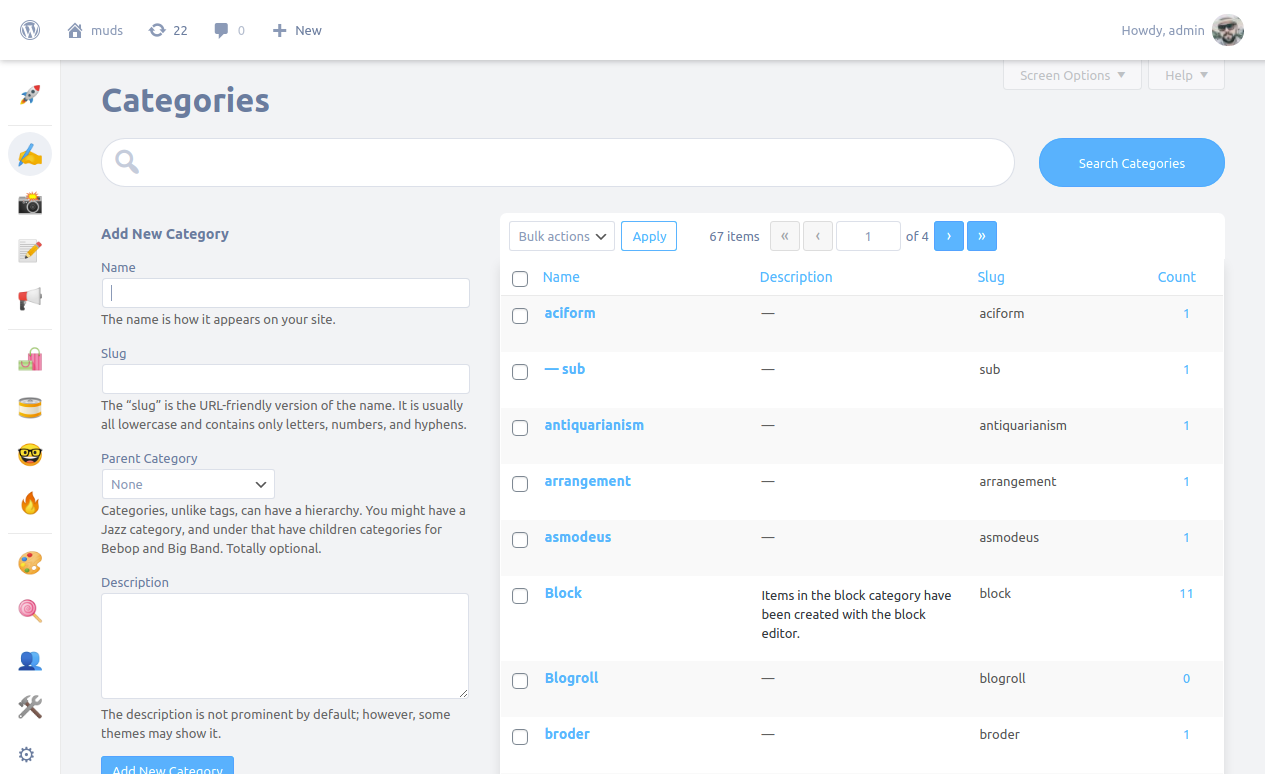 muds 22 0 New Howdy, admin
Screen Options Help
Categories
Search Categories
Add New Category
Name
The name is how it appears on your site.
Slug
The “slug” is the URL-friendly version of the name. It is usually
all lowercase and contains only letters, numbers, and hyphens.
Parent Category
None
Categories, unlike tags, can have a hierarchy. You might have a
Jazz category, and under that have children categories for
Bebop and Big Band. Totally optional.
Description
The description is not prominent by default; however, some
themes may show it.
Add New Category
Bulk actions Apply 67 items « ‹ 1 of 4 › »
Name Description Slug Count
aciform — aciform 1
— sub — sub 1
antiquarianism — antiquarianism 1
arrangement — arrangement 1
asmodeus — asmodeus 1
Block Items in the block category have block 11
been created with the block
editor.
Blogroll — blogroll 0
broder — broder 1